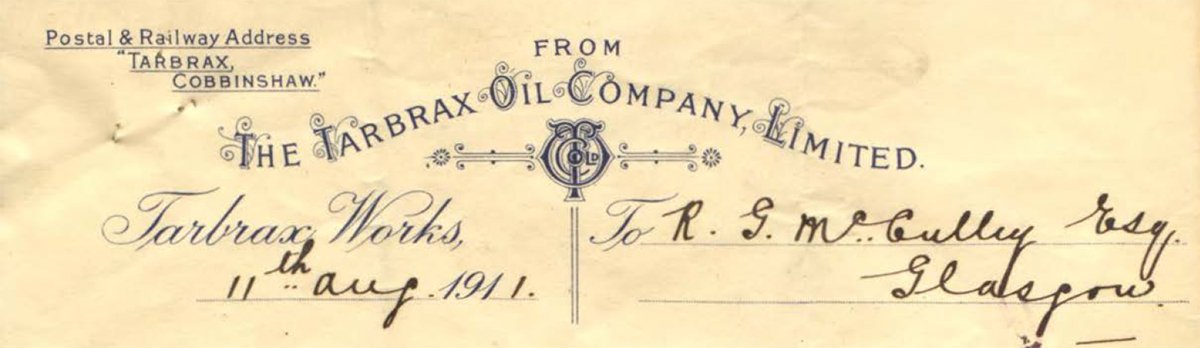 Postal & Railway Address
"TARBRAX,
COBBINSHAW."
FROM
THE TARBRAX OIL COMPANY, LIMITED.
Tarbrax Works,
11th Aug. 1911.
To R. G. McCulley Esq.
Glasgow.